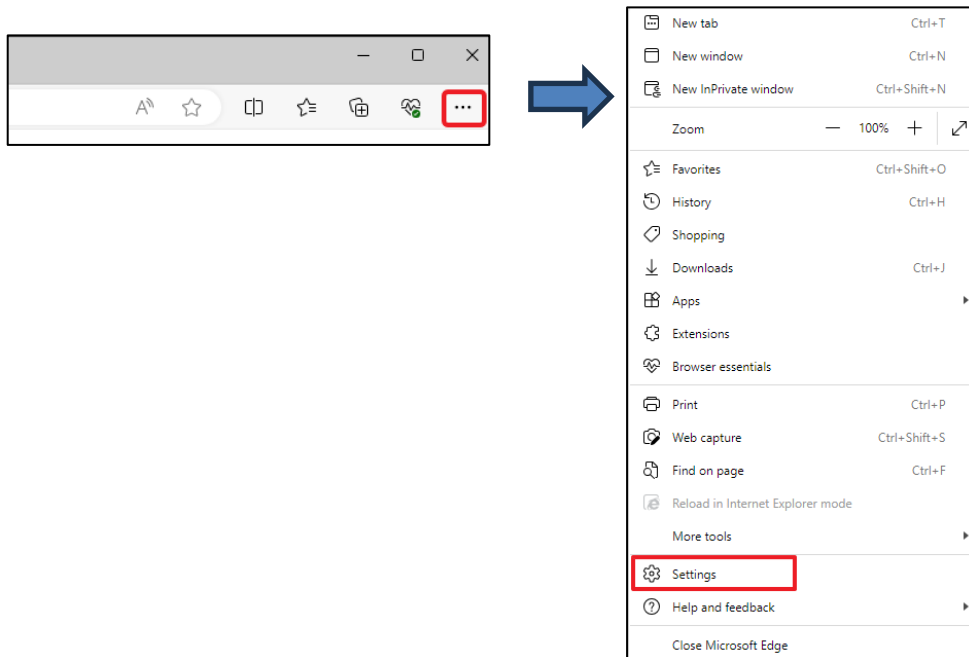 New tab Ctrl+T
New window Ctrl+N
New InPrivate window Ctrl+Shift+N
Zoom 100%
Favorites Ctrl+Shift+O
History Ctrl+H
Shopping
Downloads Ctrl+J
Apps
Extensions
Browser essentials
Print Ctrl+P
Web capture Ctrl+Shift+S
Find on page Ctrl+F
Reload in Internet Explorer mode
More tools
Settings
Help and feedback
Close Microsoft Edge